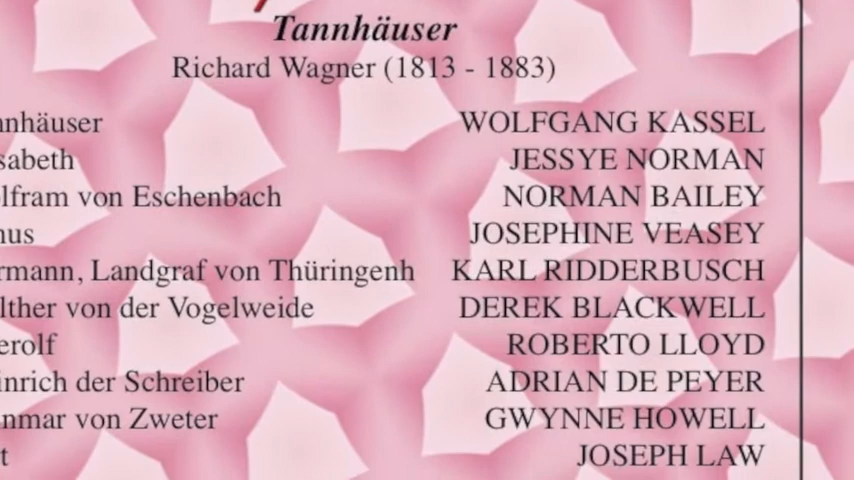 Tannhäuser
Richard Wagner (1813 - 1883)
nnhäuser WOLFGANG KASSEL
sabeth JESSYE NORMAN
lfram von Eschenbach NORMAN BAILEY
nus JOSEPHINE VEASEY
rmann, Landgraf von Thüringenh KARL RIDDERBUSCH
lther von der Vogelweide DEREK BLACKWELL
erolf ROBERTO LLOYD
inrich der Schreiber ADRIAN DE PEYER
nmar von Zweter GWYNNE HOWELL
t JOSEPH LAW